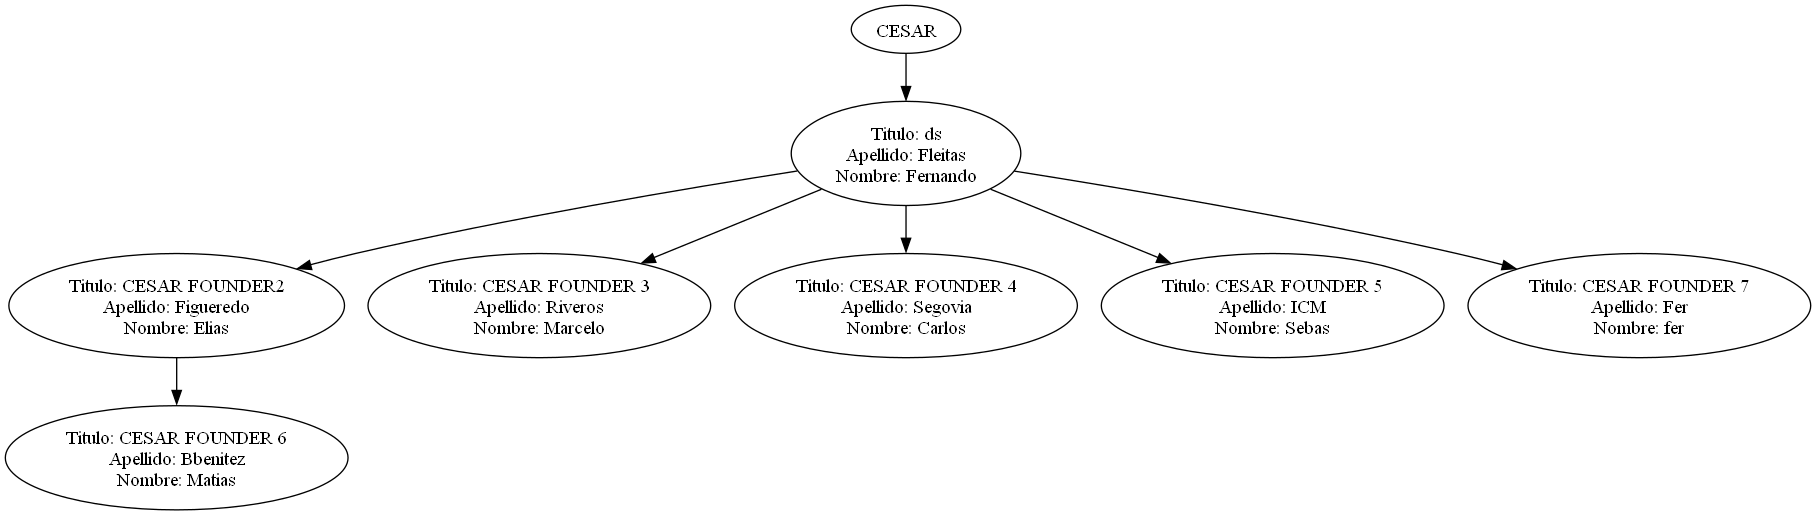 CESAR
Titulo: ds
Apellido: Fleitas
Nombre: Fernando
Titulo: CESAR FOUNDER2
Apellido: Figueredo
Nombre: Elias
Titulo: CESAR FOUNDER 3
Apellido: Riveros
Nombre: Marcelo
Titulo: CESAR FOUNDER 4
Apellido: Segovia
Nombre: Carlos
Titulo: CESAR FOUNDER 5
Apellido: ICM
Nombre: Sebas
Titulo: CESAR FOUNDER 7
Apellido: Fer
Nombre: fer
Titulo: CESAR FOUNDER 6
Apellido: Bbenitez
Nombre: Matias